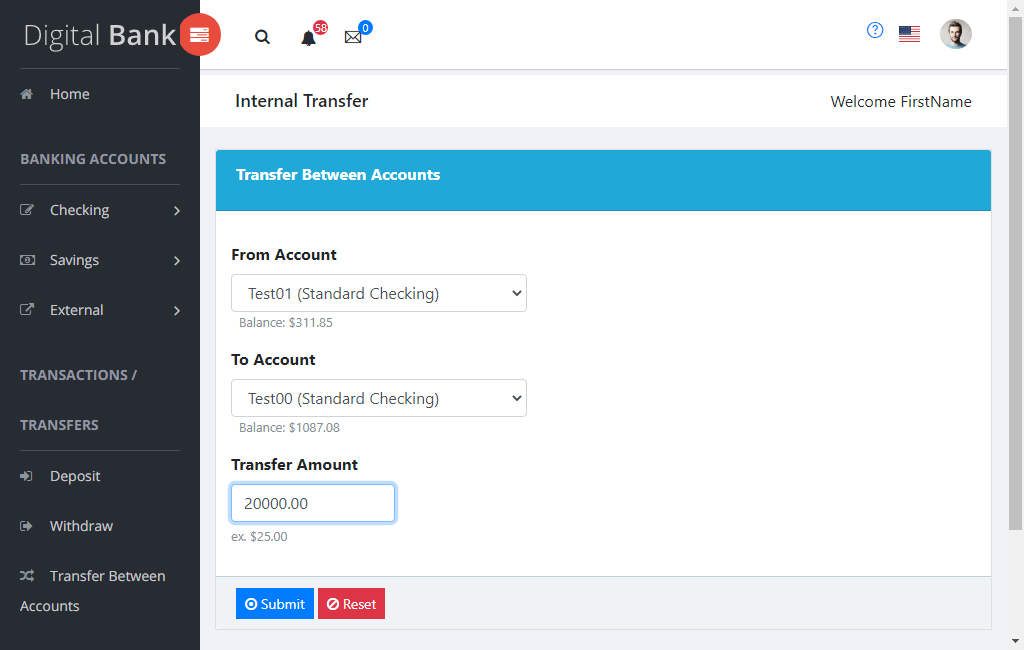 Digital Bank
58
0
Home
BANKING ACCOUNTS
Checking
Savings
External
TRANSACTIONS /
TRANSFERS
Deposit
Withdraw
Transfer Between
Accounts
Internal Transfer
Welcome FirstName
Transfer Between Accounts
From Account
Test01 (Standard Checking)
Balance: $311.85
To Account
Test00 (Standard Checking)
Balance: $1087.08
Transfer Amount
20000.00
ex. $25.00
Submit
Reset